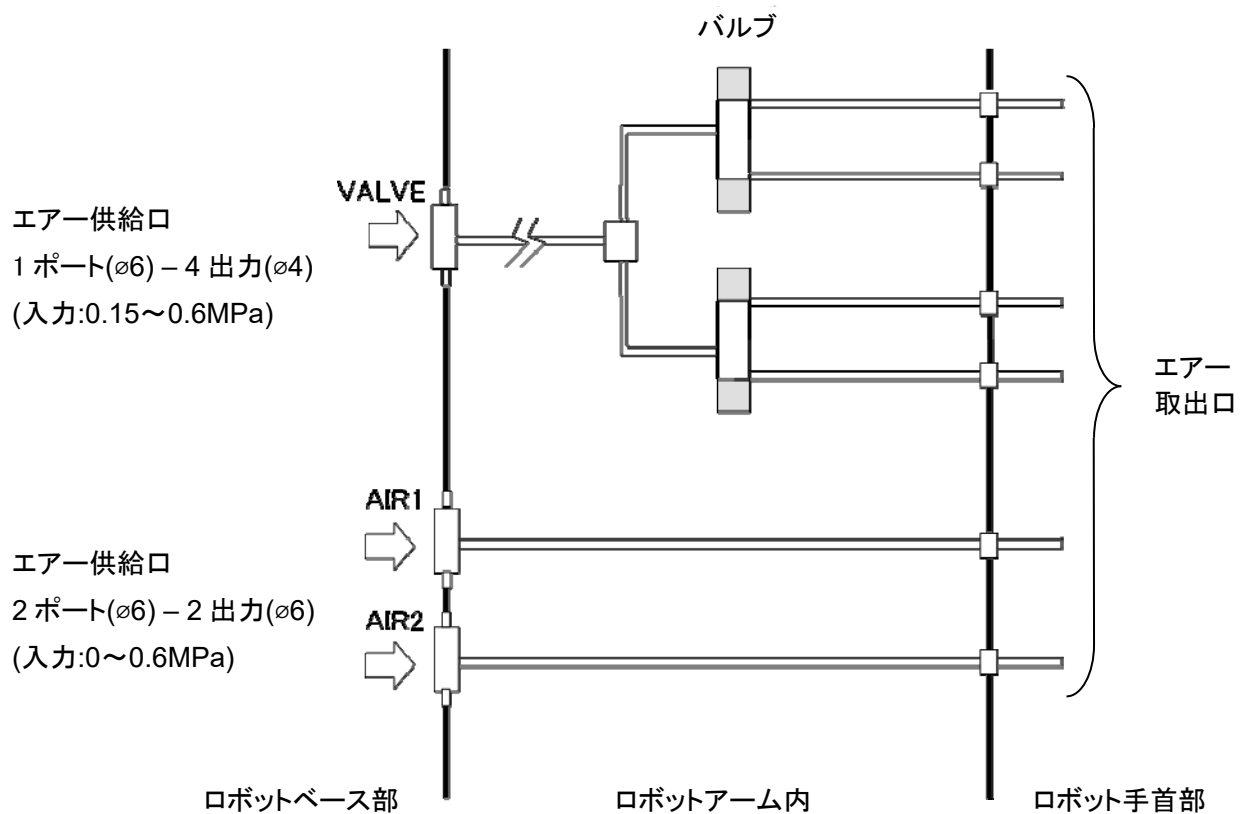 バルブ
VALVE
エアー供給口
1 ポート(⌀6) – 4 出力(⌀4)
(入力:0.15～0.6MPa)
エアー
取出口
AIR1
エアー供給口
2 ポート(⌀6) – 2 出力(⌀6)
(入力:0～0.6MPa)
AIR2
ロボットベース部
ロボットアーム内
ロボット手首部